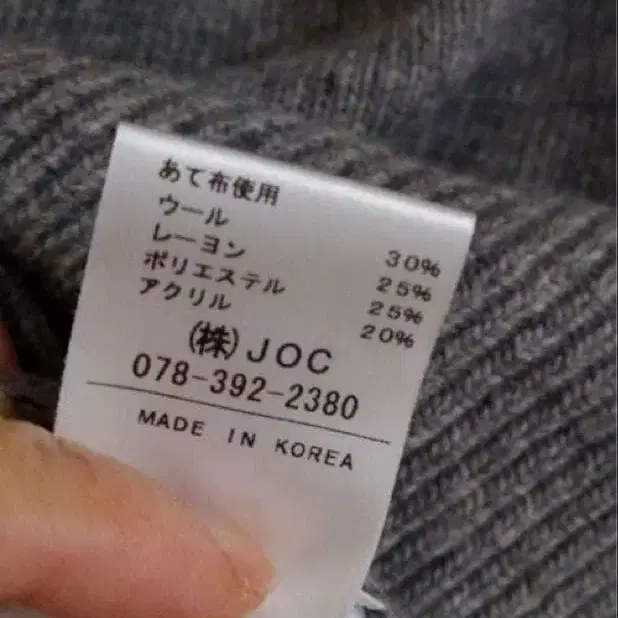 あて布使用
ウール 30%
レーヨン 25%
ポリエステル 25%
アクリル 20%
(株)JOC
078-392-2380
MADE IN KOREA